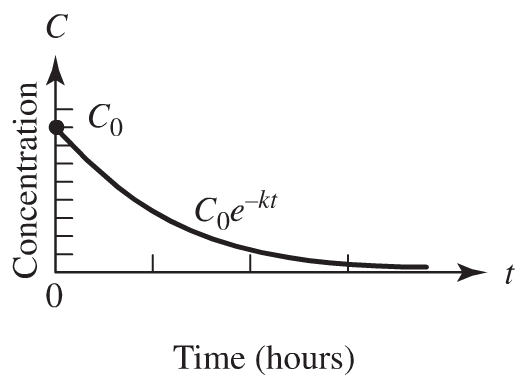 C
Concentration
C₀
C₀e⁻ᵏᵗ
t
0
Time (hours)